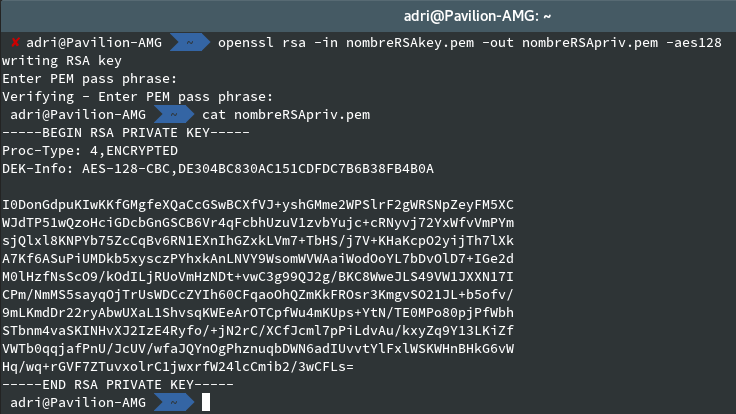 adri@Pavilion-AMG: ~
✘ adri@Pavilion-AMG ~ openssl rsa -in nombreRSAkey.pem -out nombreRSApriv.pem -aes128
writing RSA key
Enter PEM pass phrase:
Verifying - Enter PEM pass phrase:
adri@Pavilion-AMG ~ cat nombreRSApriv.pem
-----BEGIN RSA PRIVATE KEY-----
Proc-Type: 4,ENCRYPTED
DEK-Info: AES-128-CBC,DE304BC830AC151CDFDC7B6B38FB4B0A
I0DonGdpuKIwKKfGMgfeXQaCcGSwBCXfVJ+yshGMme2WPSlrF2gWRSNpZeyFM5XC
WJdTP51wQzoHciGDcbGnGSCB6Vr4qFcbhUzuV1zvbYujc+cRNyvj72YxWfvVmPYm
sjQlxl8KNPYb75ZcCqBv6RN1EXnIhGZxkLVm7+TbHS/j7V+KHaKcpO2yijTh7lXk
A7Kf6ASuPiUMDkb5xysczPYhxkAnLNVY9WsomWVWAaiWodOoYL7bDvOlD7+IGe2d
M0lHzfNsScO9/kOdILjRUoVmHzNDt+vwC3g99QJ2g/BKC8WweJLS49VW1JXXN17I
CPm/NmMS5sayqOjTrUsWDCcZYIh60CFqaoOhQZmKkFROsr3KmgvSO21JL+b5ofv/
9mLKmdDr22ryAbwUXaL1ShvsqKWEeArOTCpfWu4mKUps+YtN/TE0MPo80pjPfWbh
STbnm4vaSKINHvXJ2IzE4Ryfo/+jN2rC/XCfJcml7pPiLdvAu/kxyZq9Y13LKiZf
VWTb0qqjafPnU/JcUV/wfaJQYnOgPhznuqbDWN6adIUvvtYlFxlWSKWHnBHkG6vW
Hq/wq+rGVF7ZTuvxolrC1jwxrfW24lcCmib2/3wCFLs=
-----END RSA PRIVATE KEY-----
adri@Pavilion-AMG ~